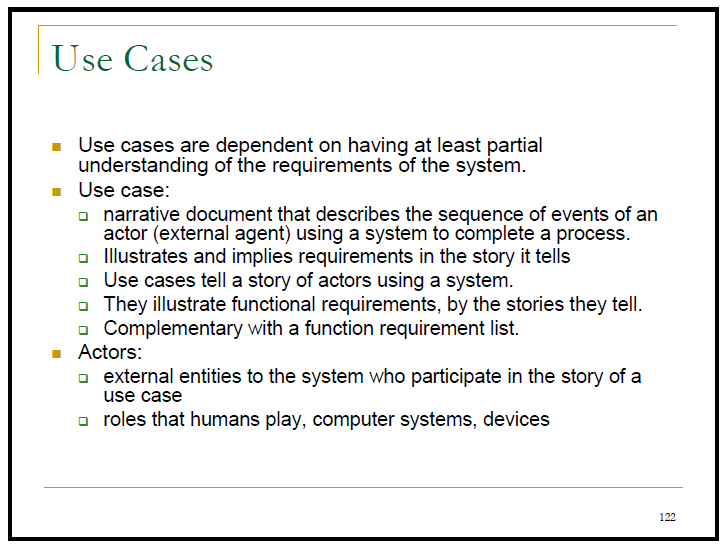 Use Cases
Use cases are dependent on having at least partial
understanding of the requirements of the system.
Use case:
narrative document that describes the sequence of events of an
actor (external agent) using a system to complete a process.
Illustrates and implies requirements in the story it tells
Use cases tell a story of actors using a system.
They illustrate functional requirements, by the stories they tell.
Complementary with a function requirement list.
Actors:
external entities to the system who participate in the story of a
use case
roles that humans play, computer systems, devices
122